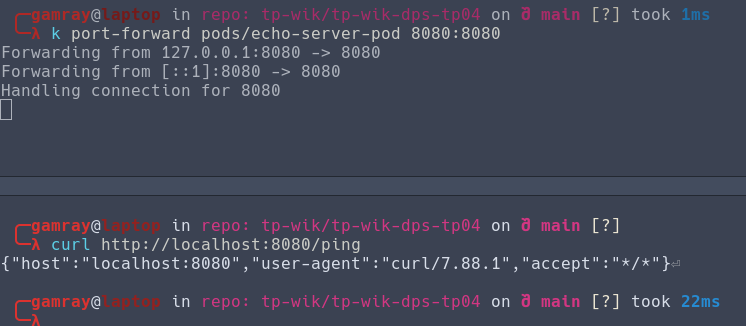 gamray@laptop in repo: tp-wik/tp-wik-dps-tp04 on main [?] took 1ms
λ k port-forward pods/echo-server-pod 8080:8080
Forwarding from 127.0.0.1:8080 -> 8080
Forwarding from [::1]:8080 -> 8080
Handling connection for 8080
gamray@laptop in repo: tp-wik/tp-wik-dps-tp04 on main [?]
λ curl http://localhost:8080/ping
{"host":"localhost:8080","user-agent":"curl/7.88.1","accept":"*/*"}⏎
gamray@laptop in repo: tp-wik/tp-wik-dps-tp04 on main [?] took 22ms
λ